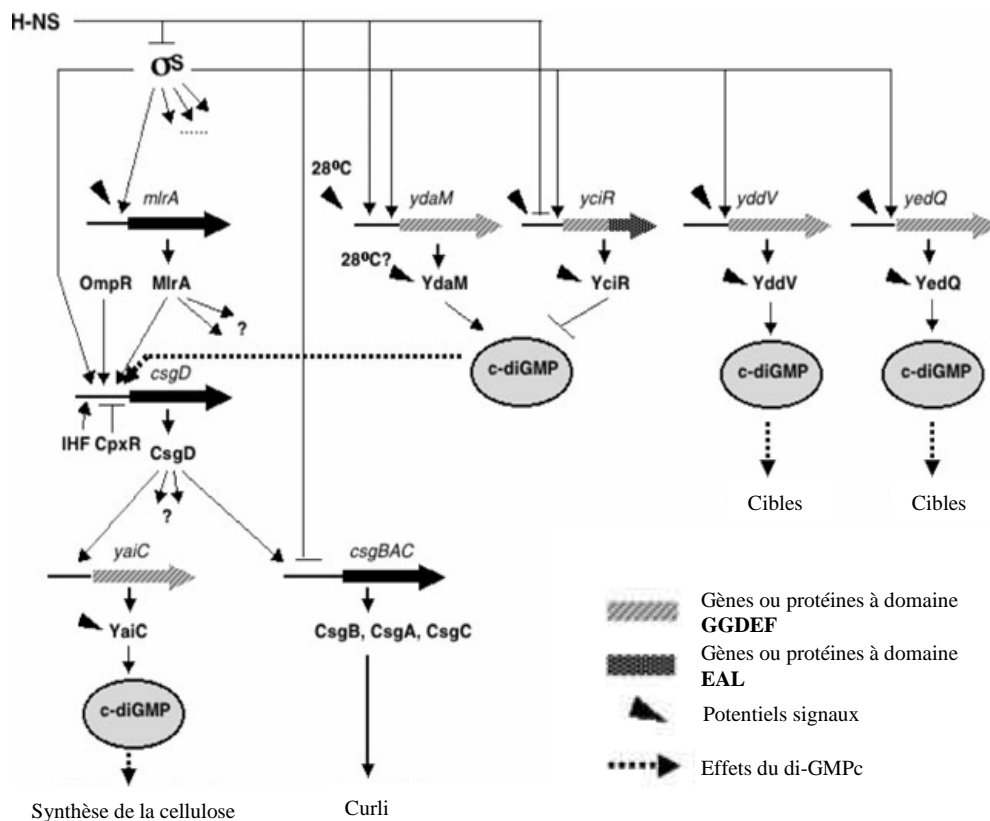 H-NS
σS
........
28ºC
mlrA
ydaM
yciR
yddV
yedQ
28ºC?
OmpR
MlrA
YdaM
YciR
YddV
YedQ
?
c-diGMP
c-diGMP
c-diGMP
csgD
IHF
CpxR
CsgD
?
Cibles
Cibles
yaiC
csgBAC
YaiC
CsgB, CsgA, CsgC
c-diGMP
Synthèse de la cellulose
Curli
Gènes ou protéines à domaine
GGDEF
Gènes ou protéines à domaine
EAL
Potentiels signaux
Effets du di-GMPc